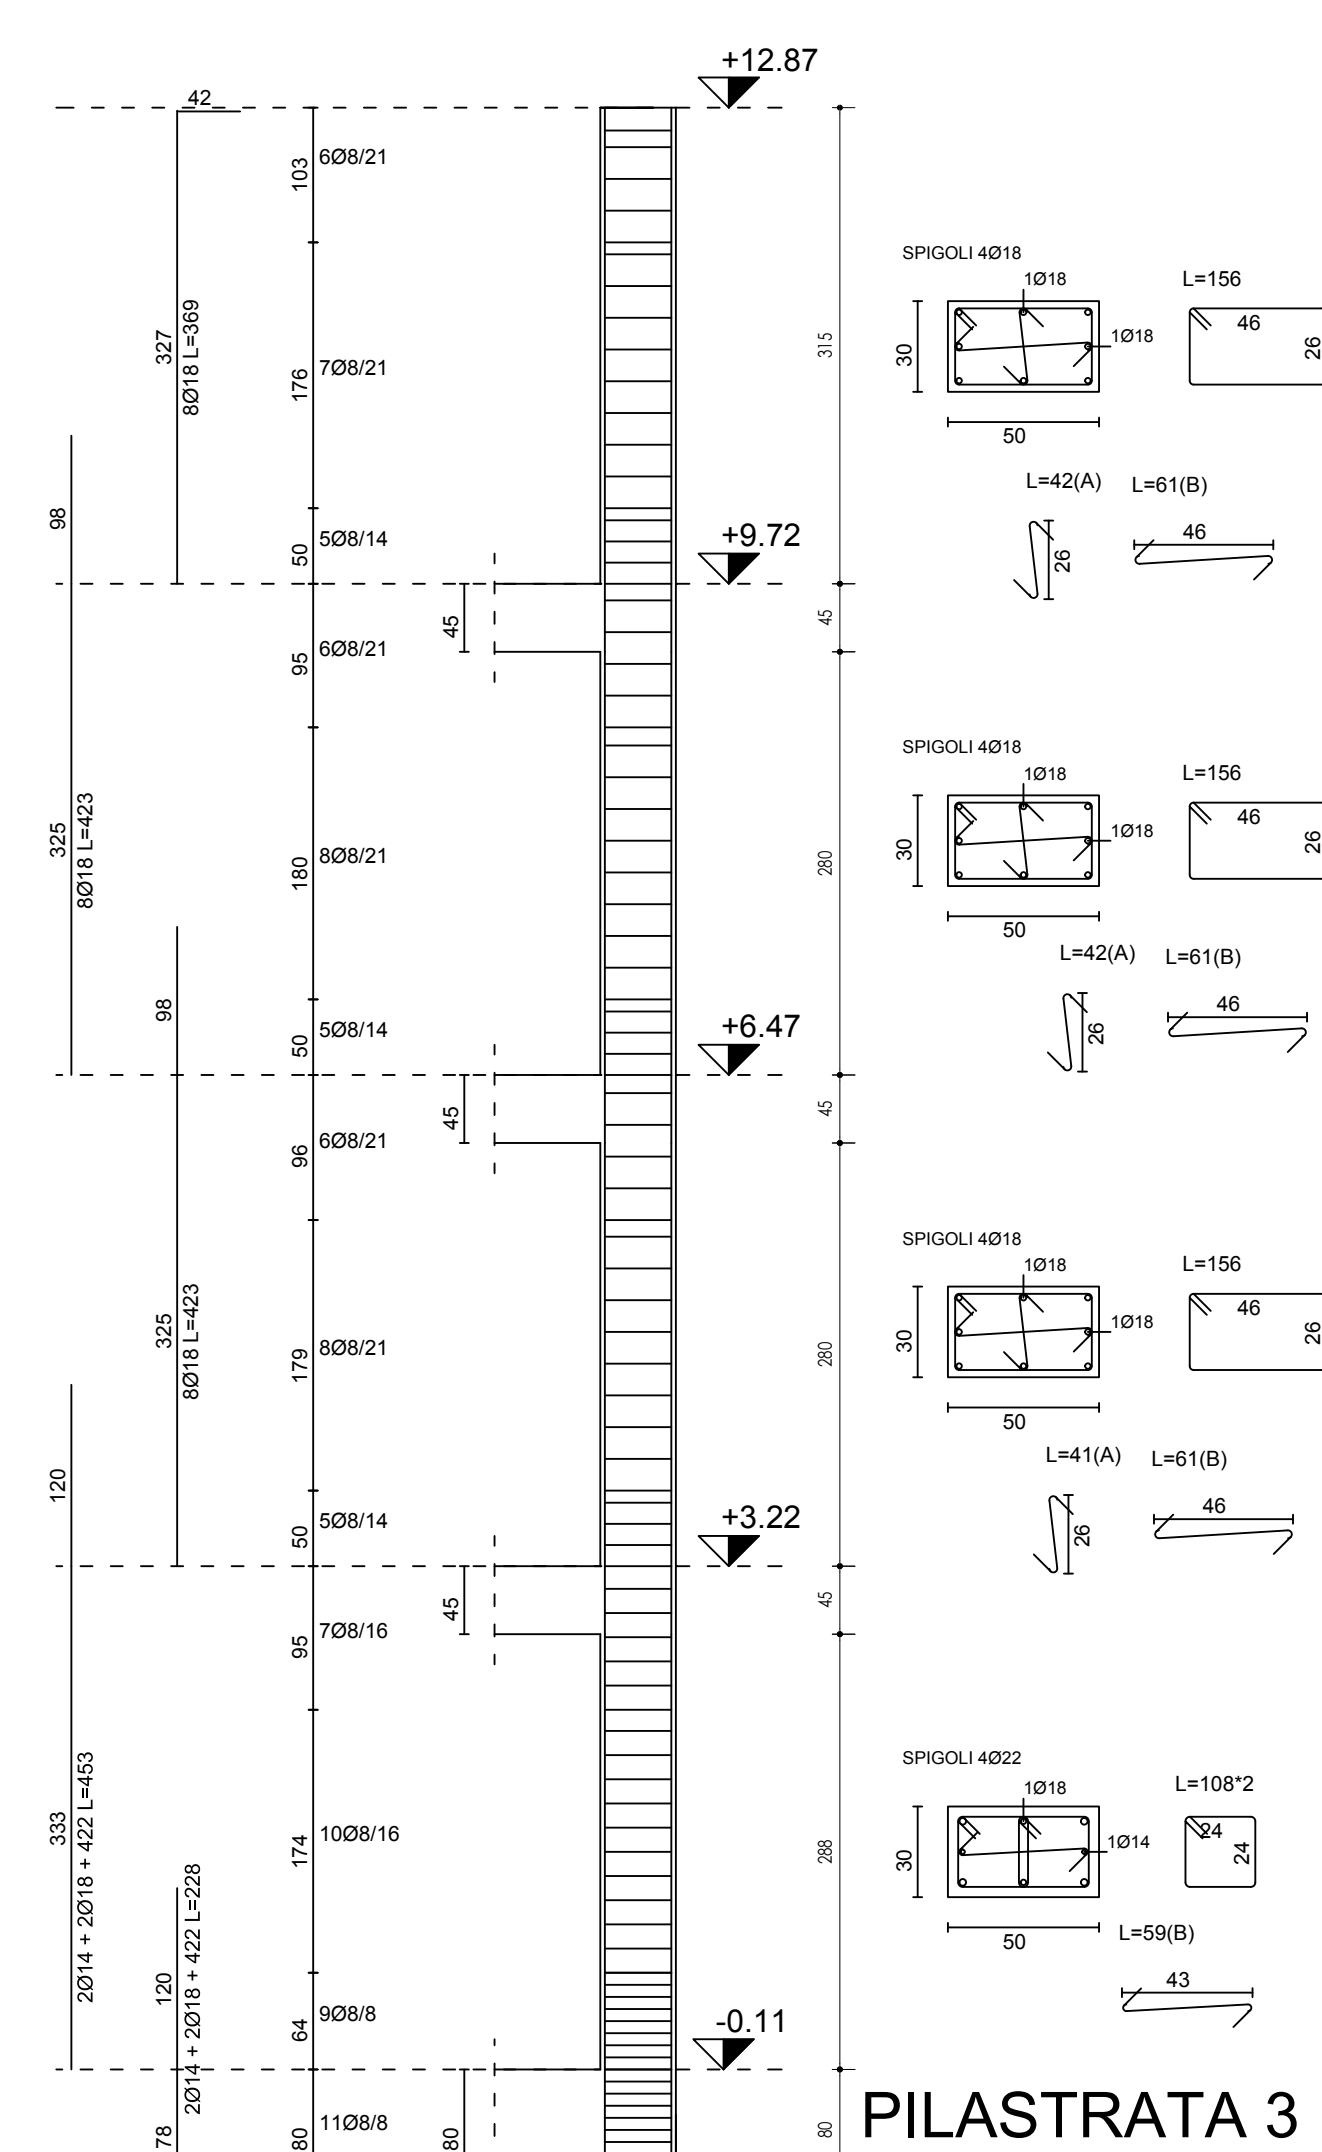 +12.87
42
103
6Ø8/21
327
8Ø18 L=369
176
7Ø8/21
315
SPIGOLI 4Ø18
1Ø18
1Ø18
30
50
L=156
46
26
98
50
5Ø8/14
+9.72
L=42(A)
L=61(B)
26
46
45
45
95
6Ø8/21
325
8Ø18 L=423
180
8Ø8/21
280
SPIGOLI 4Ø18
1Ø18
1Ø18
30
50
L=156
46
26
98
50
5Ø8/14
+6.47
L=42(A)
L=61(B)
26
46
45
45
96
6Ø8/21
325
8Ø18 L=423
179
8Ø8/21
280
SPIGOLI 4Ø18
1Ø18
1Ø18
30
50
L=156
46
26
120
50
5Ø8/14
+3.22
L=41(A)
L=61(B)
26
46
45
45
95
7Ø8/16
333
2Ø14 + 2Ø18 + 422 L=453
174
10Ø8/16
288
SPIGOLI 4Ø22
1Ø18
1Ø14
30
50
L=108*2
24
24
120
2Ø14 + 2Ø18 + 422 L=228
64
9Ø8/8
-0.11
L=59(B)
43
78
80
11Ø8/8
80
80
PILASTRATA 3